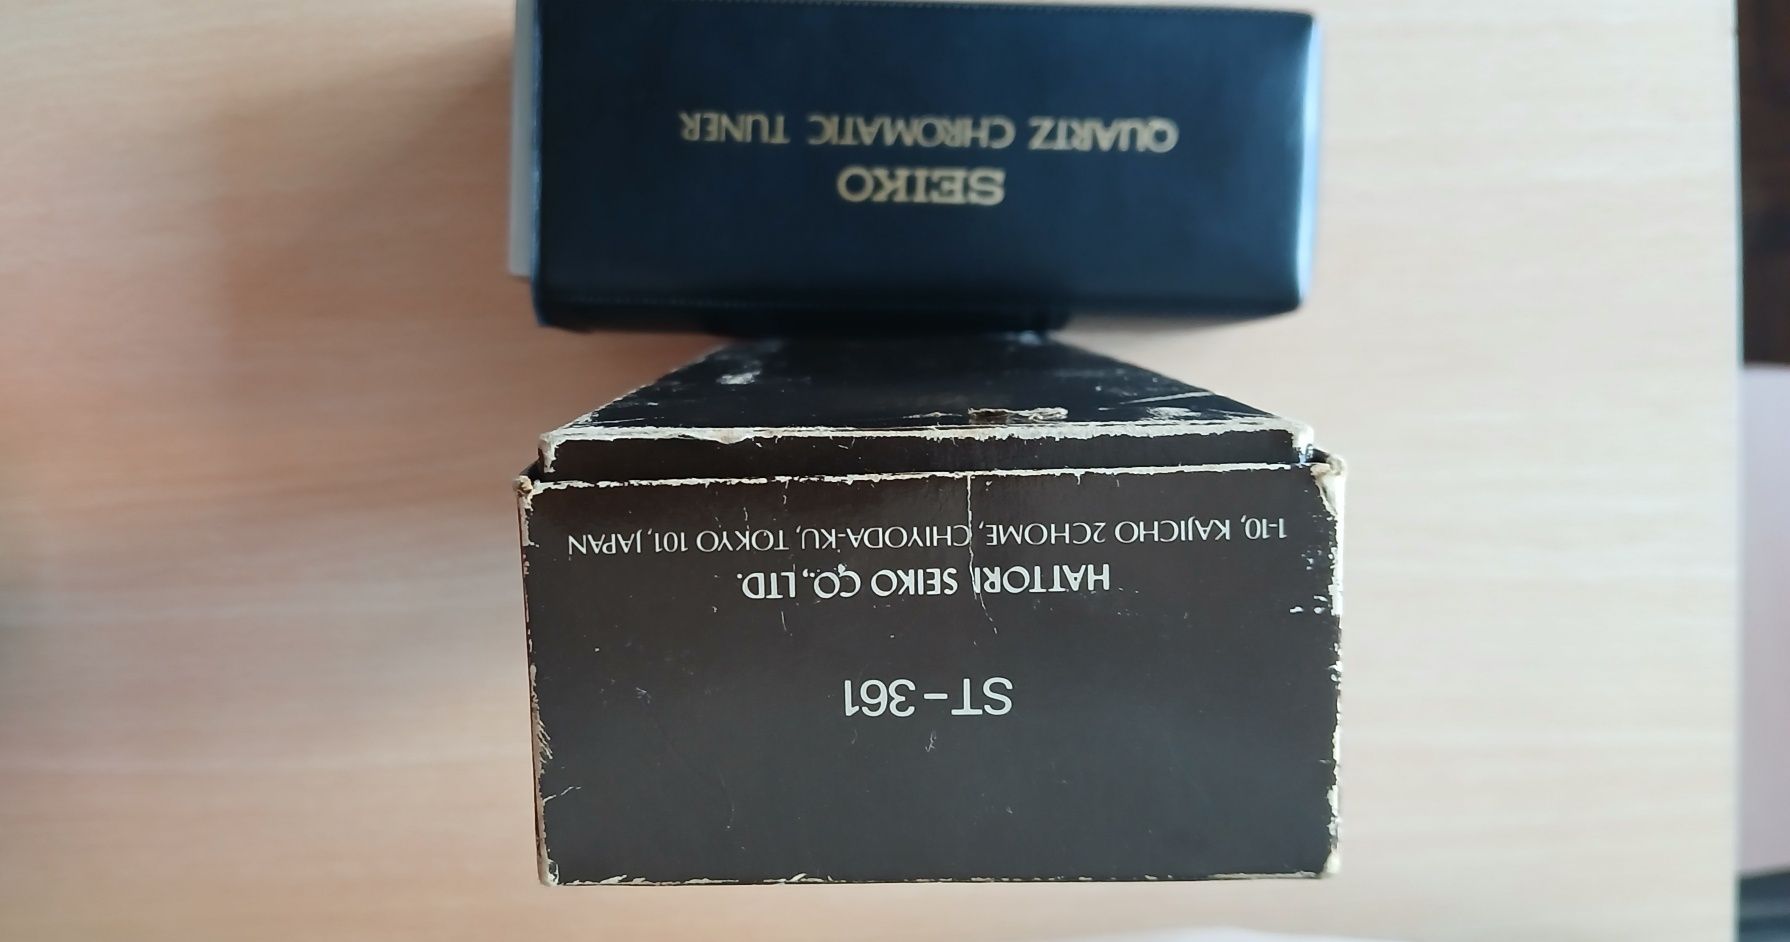 SEIKO
QUARTZ CHROMATIC TUNER
ST-361
HATTORI SEIKO CO., LTD.
1-10, KAJICHO 2CHOME, CHIYODA-KU, TOKYO 101, JAPAN